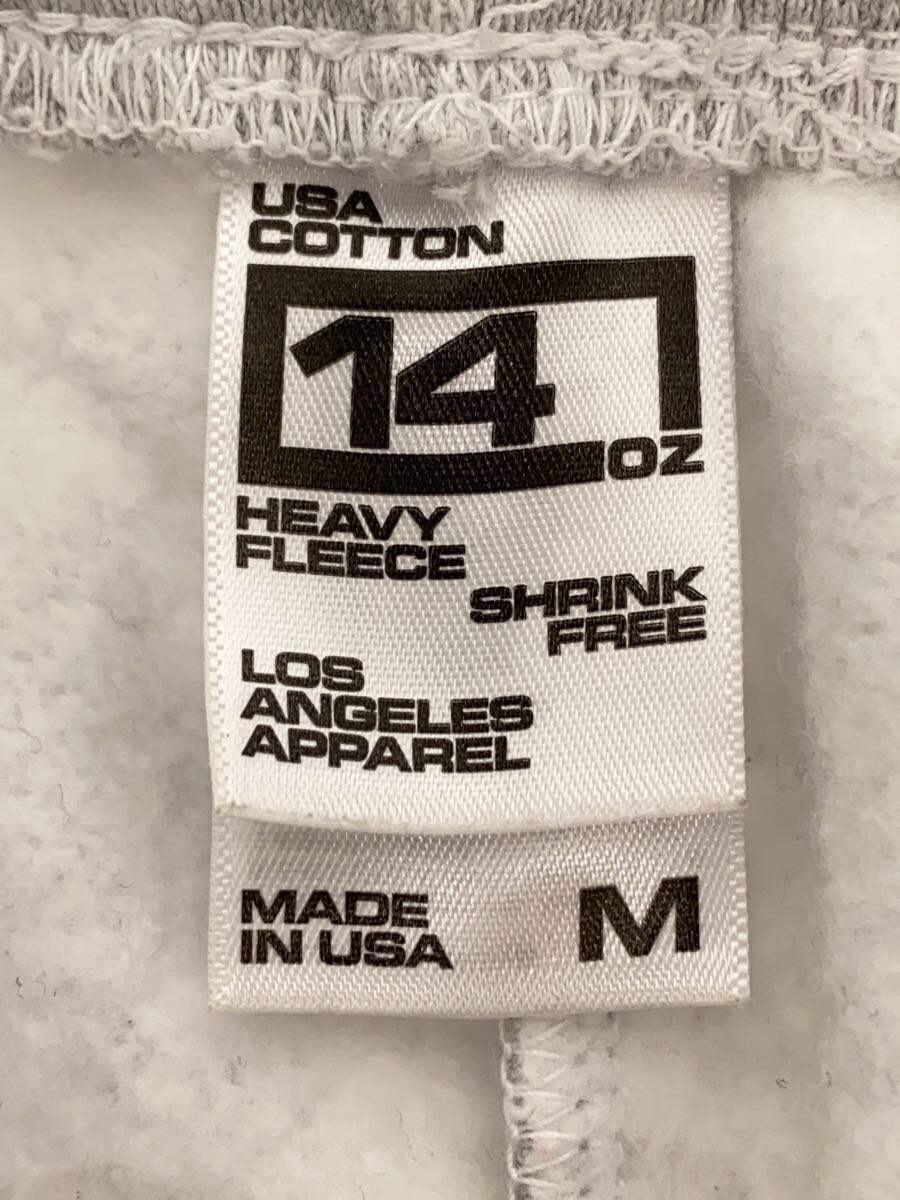 USA
COTTON
14
OZ
HEAVY
FLEECE
SHRINK
FREE
LOS
ANGELES
APPAREL
MADE
IN USA
M